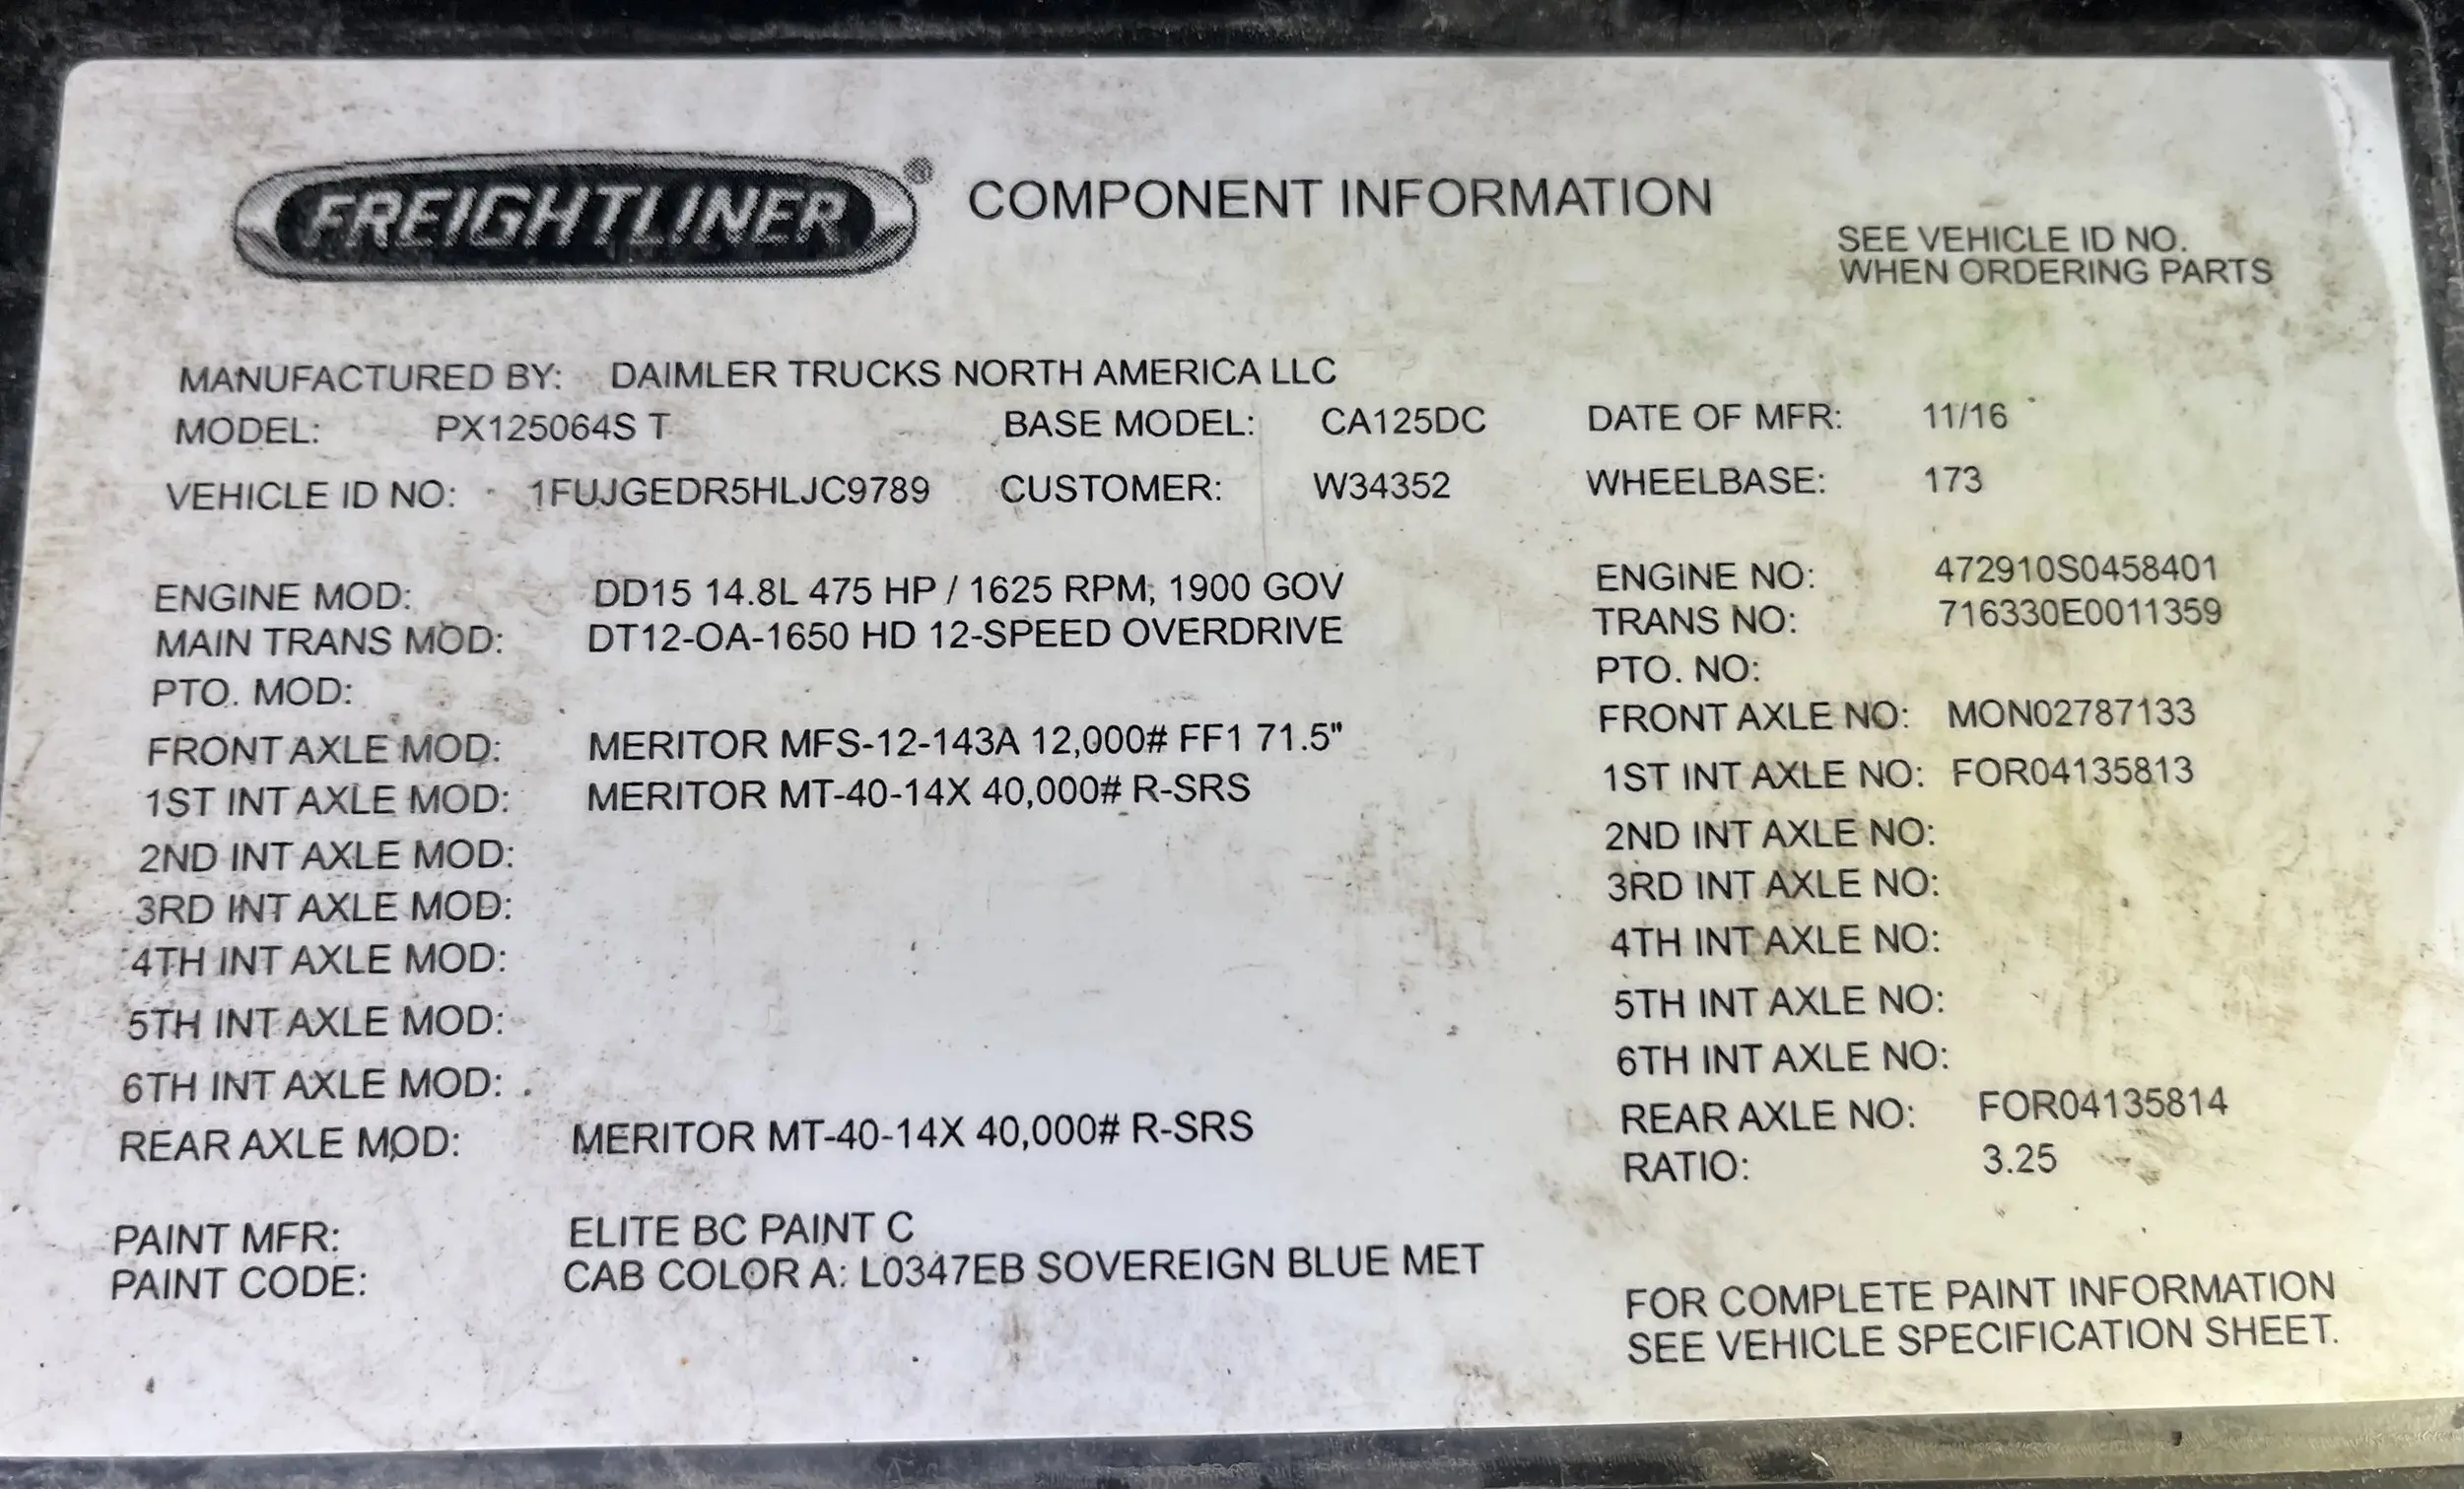 FREIGHTLINER® COMPONENT INFORMATION
SEE VEHICLE ID NO.
WHEN ORDERING PARTS
MANUFACTURED BY: DAIMLER TRUCKS NORTH AMERICA LLC
MODEL: PX125064S T BASE MODEL: CA125DC DATE OF MFR: 11/16
VEHICLE ID NO: 1FUJGEDR5HLJC9789 CUSTOMER: W34352 WHEELBASE: 173
ENGINE MOD: DD15 14.8L 475 HP / 1625 RPM, 1900 GOV ENGINE NO: 472910S0458401
MAIN TRANS MOD: DT12-OA-1650 HD 12-SPEED OVERDRIVE TRANS NO: 716330E0011359
PTO. MOD: PTO. NO:
FRONT AXLE MOD: MERITOR MFS-12-143A 12,000# FF1 71.5" FRONT AXLE NO: MON02787133
1ST INT AXLE MOD: MERITOR MT-40-14X 40,000# R-SRS 1ST INT AXLE NO: FOR04135813
2ND INT AXLE MOD: 2ND INT AXLE NO:
3RD INT AXLE MOD: 3RD INT AXLE NO:
4TH INT AXLE MOD: 4TH INT AXLE NO:
5TH INT AXLE MOD: 5TH INT AXLE NO:
6TH INT AXLE MOD: 6TH INT AXLE NO:
REAR AXLE MOD: MERITOR MT-40-14X 40,000# R-SRS REAR AXLE NO: FOR04135814
RATIO: 3.25
PAINT MFR: ELITE BC PAINT C
PAINT CODE: CAB COLOR A: L0347EB SOVEREIGN BLUE MET
FOR COMPLETE PAINT INFORMATION
SEE VEHICLE SPECIFICATION SHEET.